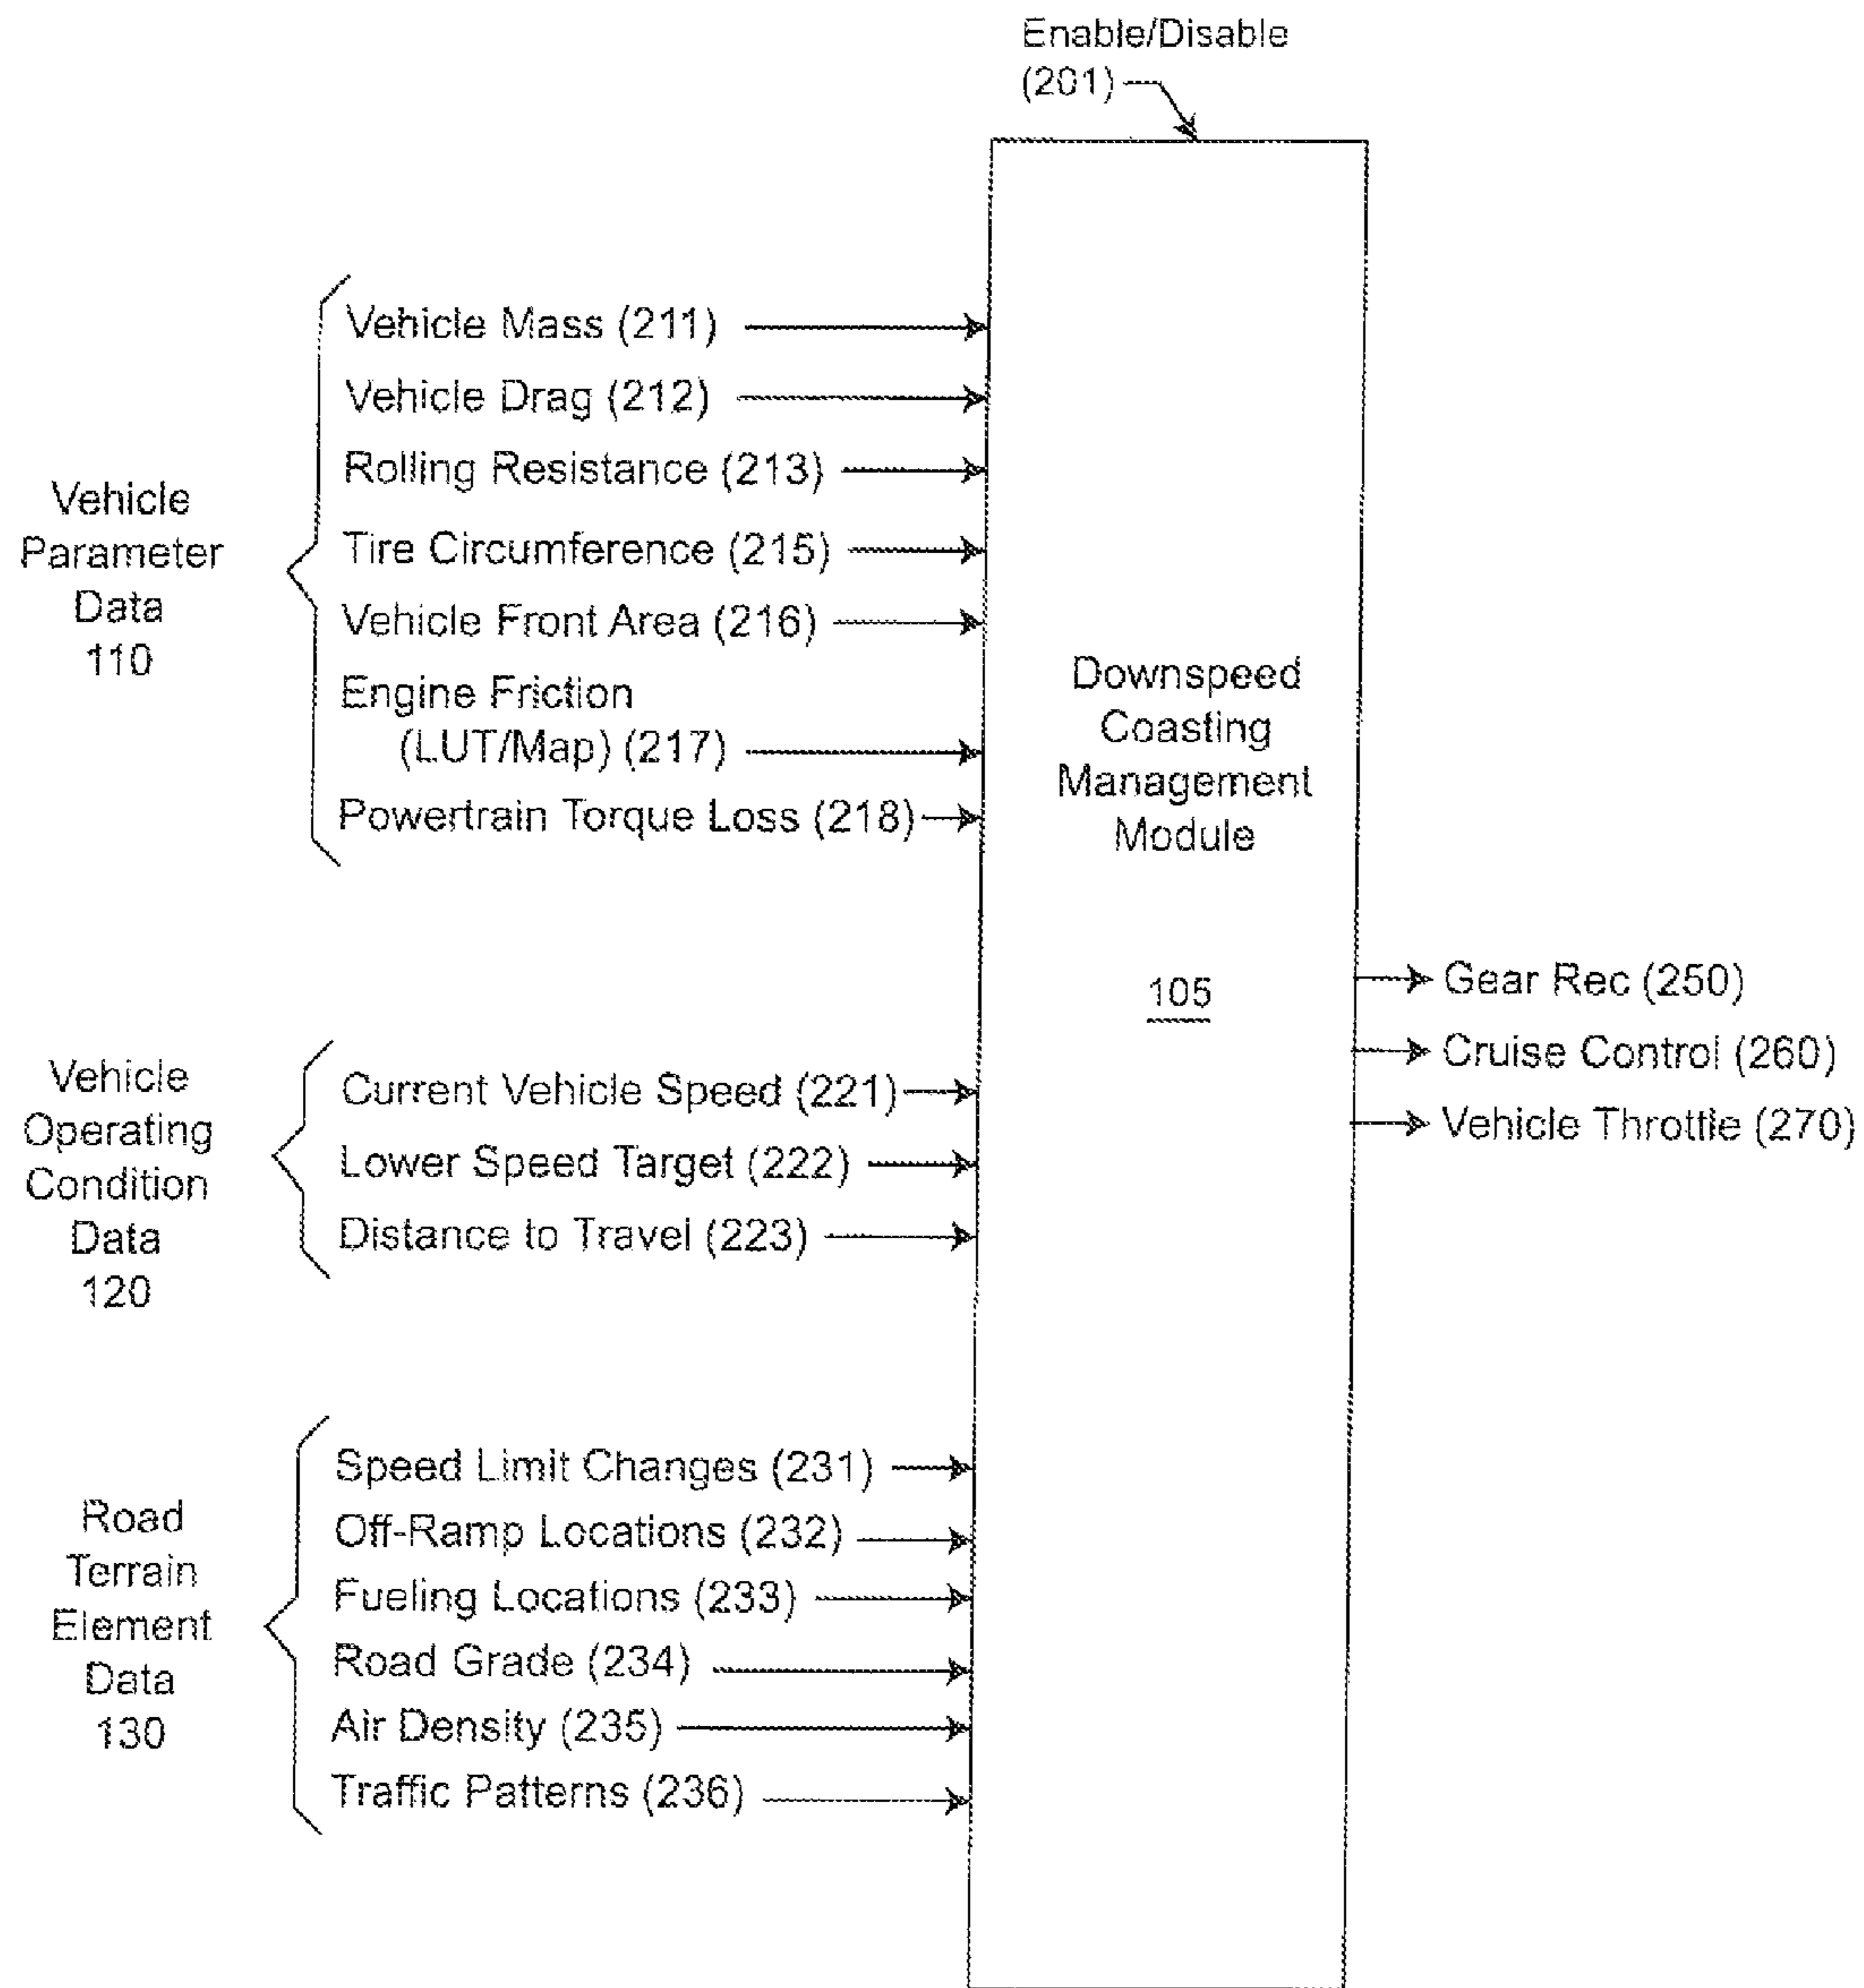 Enable/Disable
(201)
Vehicle
Parameter
Data
110
Vehicle Mass (211)
Vehicle Drag (212)
Rolling Resistance (213)
Tire Circumference (215)
Vehicle Front Area (216)
Engine Friction
(LUT/Map) (217)
Powertrain Torque Loss (218)
Downspeed
Coasting
Management
Module
105
Gear Rec (250)
Cruise Control (260)
Vehicle Throttle (270)
Vehicle
Operating
Condition
Data
120
Current Vehicle Speed (221)
Lower Speed Target (222)
Distance to Travel (223)
Road
Terrain
Element
Data
130
Speed Limit Changes (231)
Off-Ramp Locations (232)
Fueling Locations (233)
Road Grade (234)
Air Density (235)
Traffic Patterns (236)